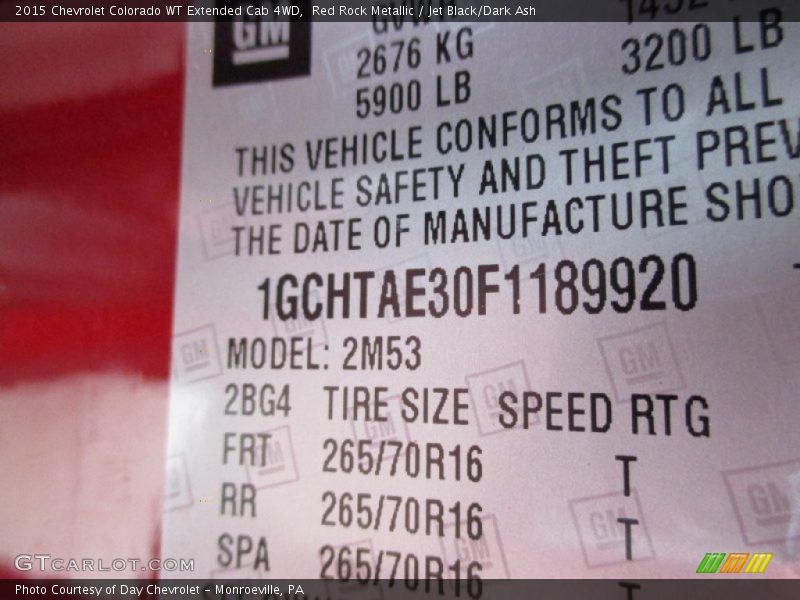 2015 Chevrolet Colorado WT Extended Cab 4WD, Red Rock Metallic / Jet Black/Dark Ash
GM
2676 KG
3200 LB
5900 LB
THIS VEHICLE CONFORMS TO ALL
VEHICLE SAFETY AND THEFT PREV
THE DATE OF MANUFACTURE SHO
1GCHTAE30F1189920
MODEL: 2M53
2BG4 TIRE SIZE SPEED RTG
FRT 265/70R16 T
RR 265/70R16 T
SPA 265/70R16 T
GTCARLOT.COM
Photo Courtesy of Day Chevrolet - Monroeville, PA